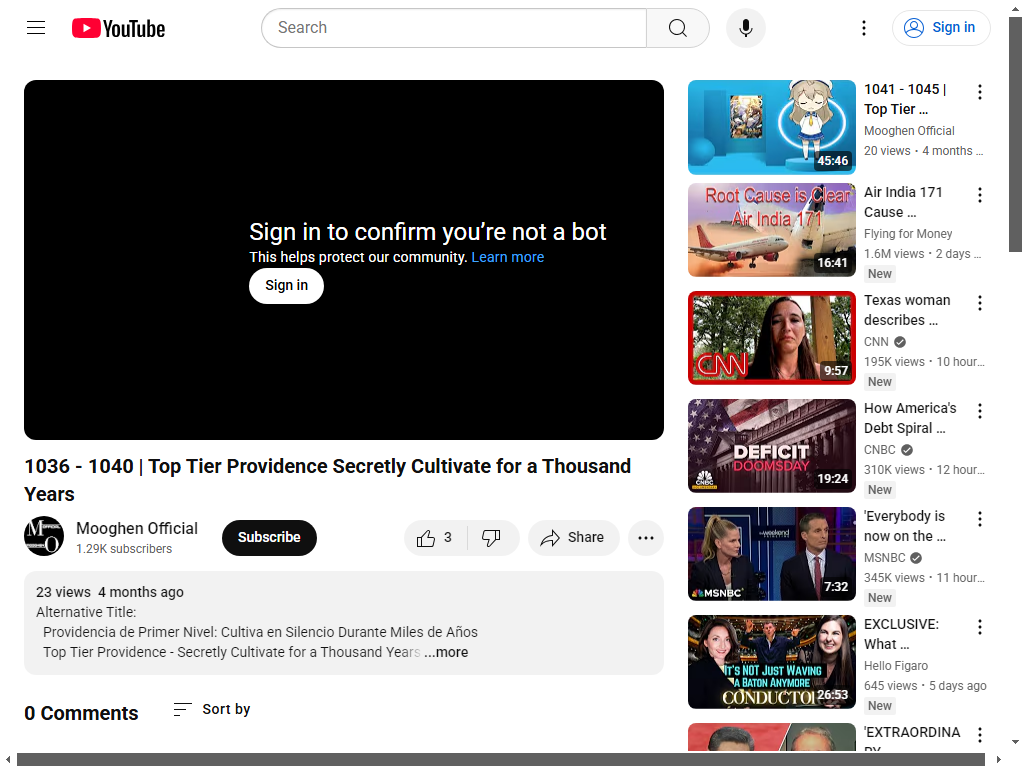 YouTube
Search
Sign in
Sign in to confirm you're not a bot
This helps protect our community. Learn more
Sign in
1036 - 1040 | Top Tier Providence Secretly Cultivate for a Thousand
Years
Mooghen Official
1.29K subscribers
Subscribe
3
Share
23 views 4 months ago
Alternative Title:
Providencia de Primer Nivel: Cultiva en Silencio Durante Miles de Años
Top Tier Providence - Secretly Cultivate for a Thousand Years ...more
0 Comments
Sort by
45:46
1041 - 1045 |
Top Tier ...
Mooghen Official
20 views • 4 months ...
Root Cause is Clear
Air India 171
16:41
Air India 171
Cause ...
Flying for Money
1.6M views • 2 days ...
New
CNN
9:57
Texas woman
describes ...
CNN
195K views • 10 hour...
New
DEFICIT
DOOMSDAY
CNBC
19:24
How America's
Debt Spiral ...
CNBC
310K views • 12 hour...
New
weekend
MSNBC
7:32
'Everybody is
now on the ...
MSNBC
345K views • 11 hour...
New
IT'S NOT JUST WAVING
A BATON ANYMORE
CONDUCTOR
26:53
EXCLUSIVE:
What ...
Hello Figaro
645 views • 5 days ago
New
'EXTRAORDINA